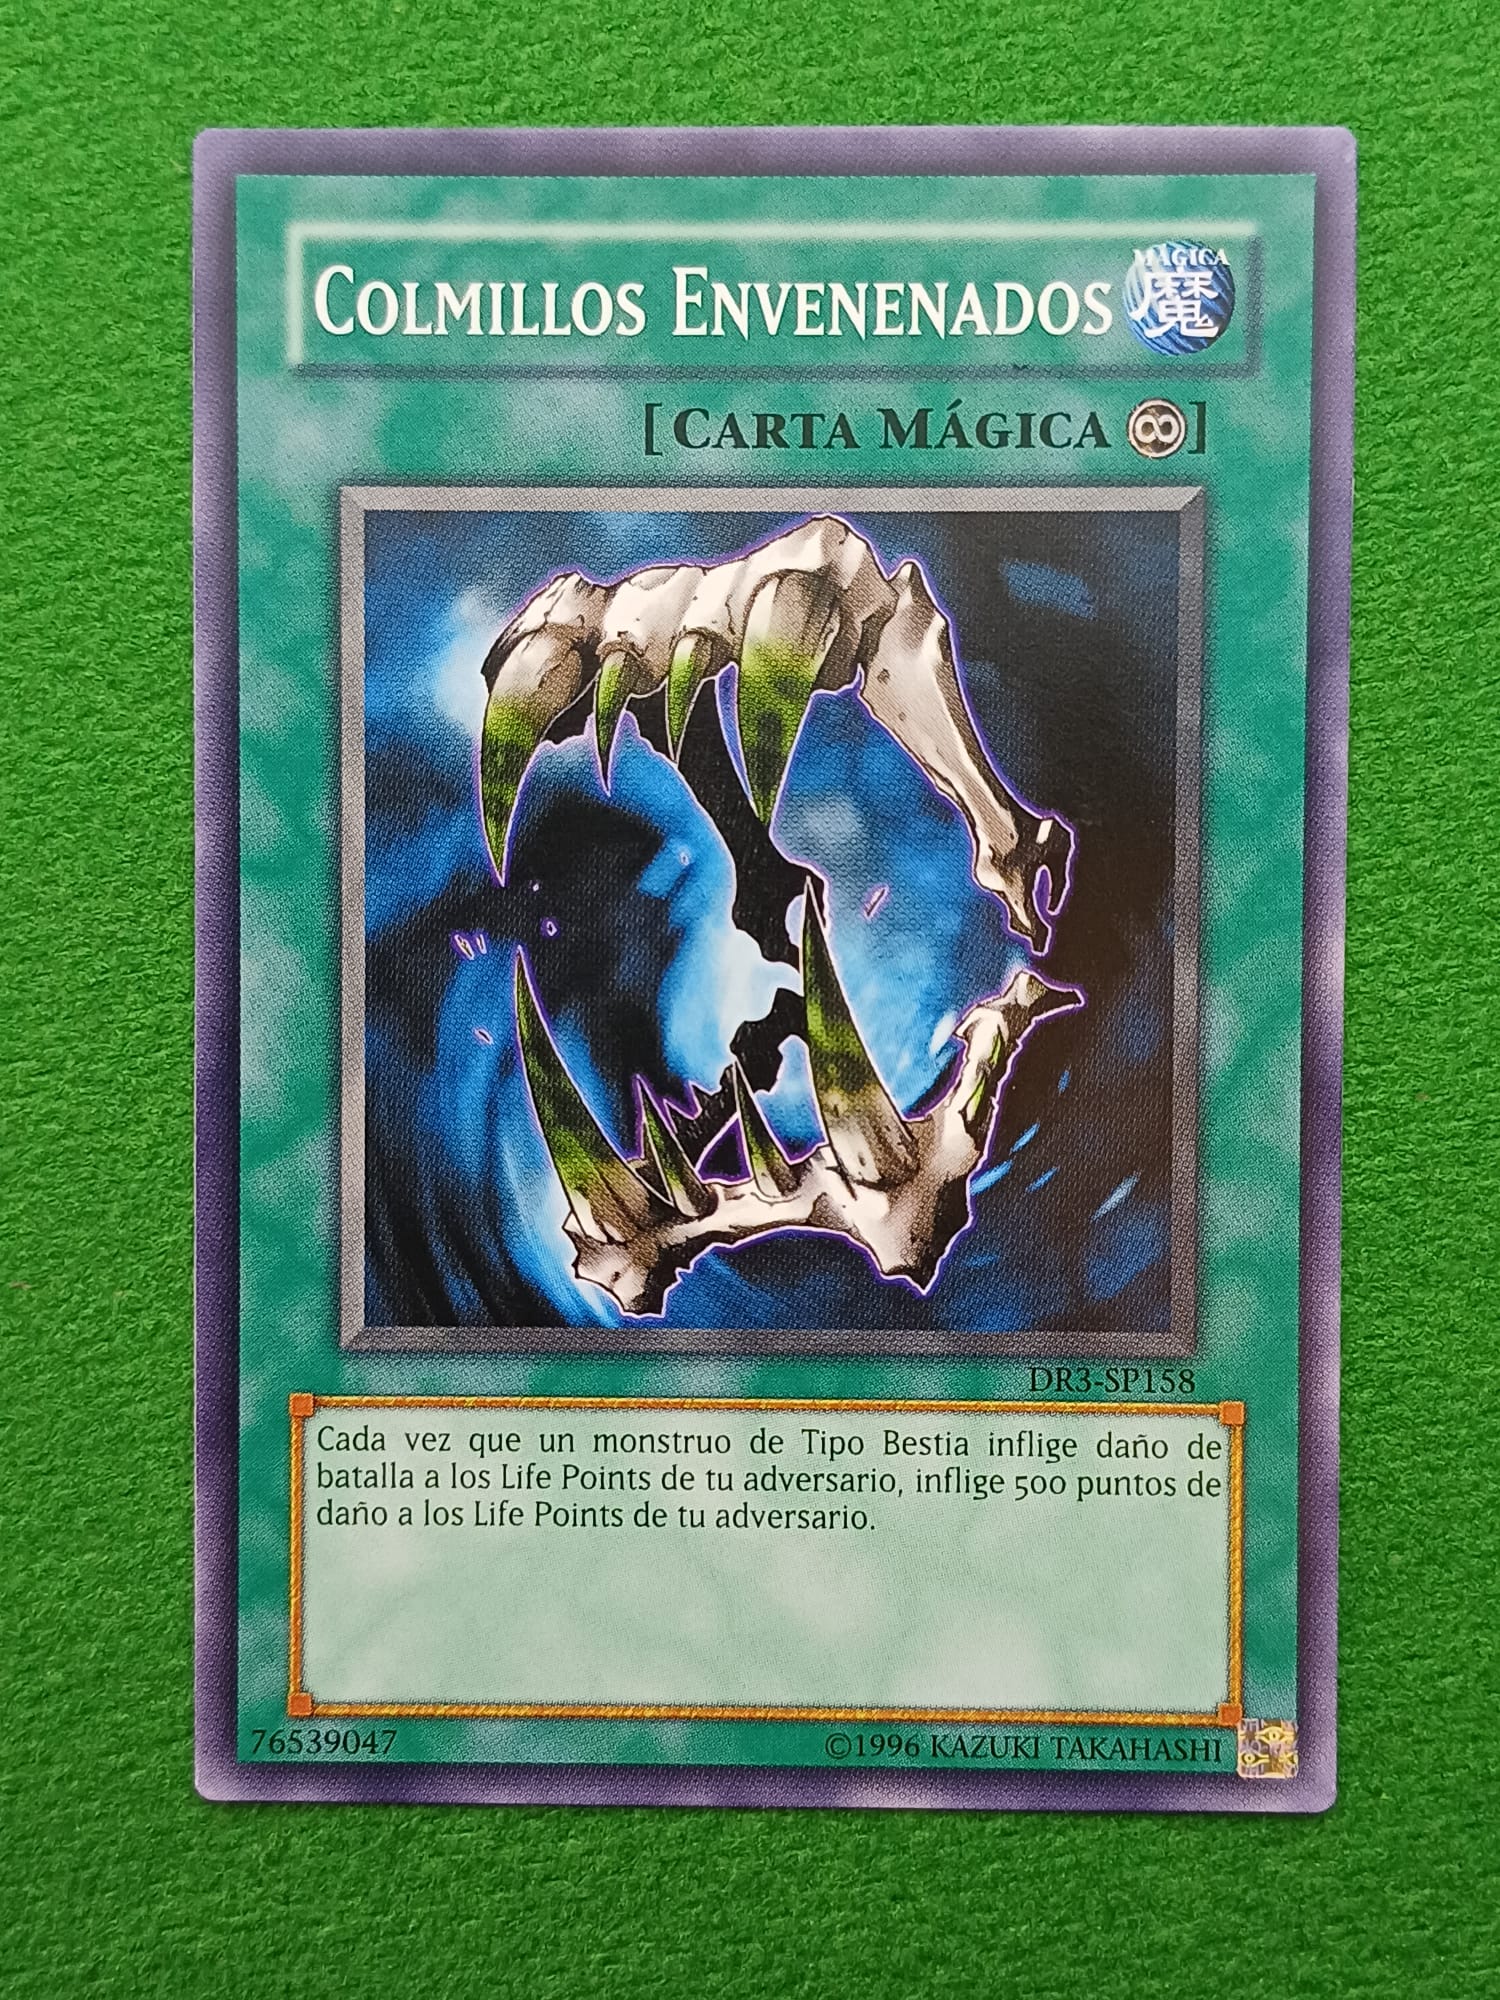 COLMILLOS ENVENENADOS
MÁGICA
魔
[CARTA MÁGICA ∞]
DR3-SP158
Cada vez que un monstruo de Tipo Bestia inflige daño de
batalla a los Life Points de tu adversario, inflige 500 puntos de
daño a los Life Points de tu adversario.
76539047
©1996 KAZUKI TAKAHASHI